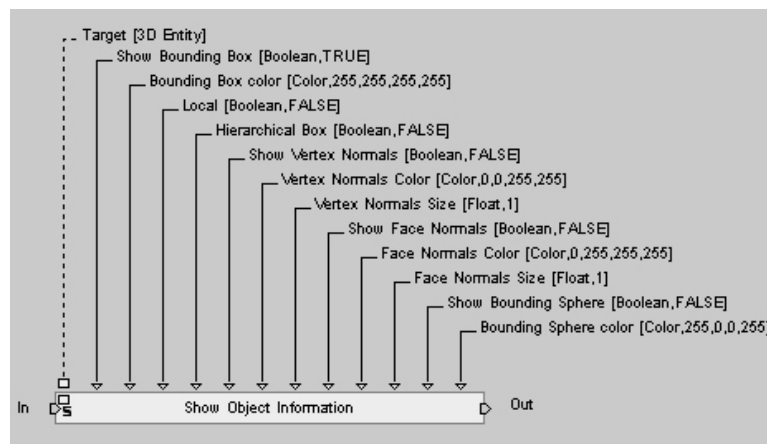 Target [3D Entity]
Show Bounding Box [Boolean,TRUE]
Bounding Box color [Color,255,255,255,255]
Local [Boolean,FALSE]
Hierarchical Box [Boolean,FALSE]
Show Vertex Normals [Boolean,FALSE]
Vertex Normals Color [Color,0,0,255,255]
Vertex Normals Size [Float,1]
Show Face Normals [Boolean,FALSE]
Face Normals Color [Color,0,255,255,255]
Face Normals Size [Float,1]
Show Bounding Sphere [Boolean,FALSE]
Bounding Sphere color [Color,255,0,0,255]
In S Show Object Information Out